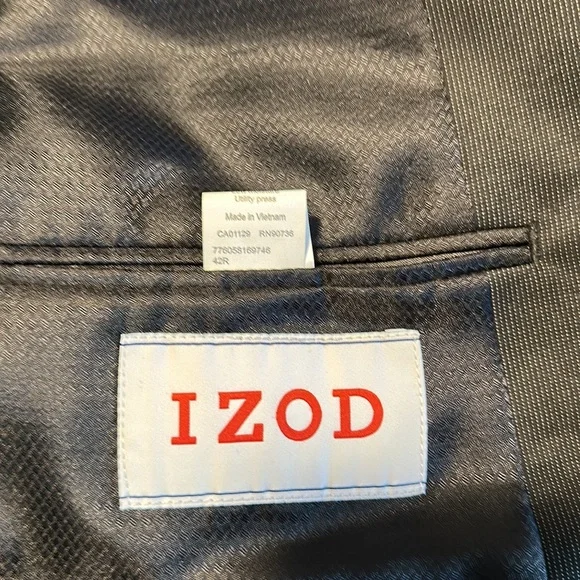 Utility press
Made in Vietnam
CA01129 RN90736
776058169746
42R
IZOD